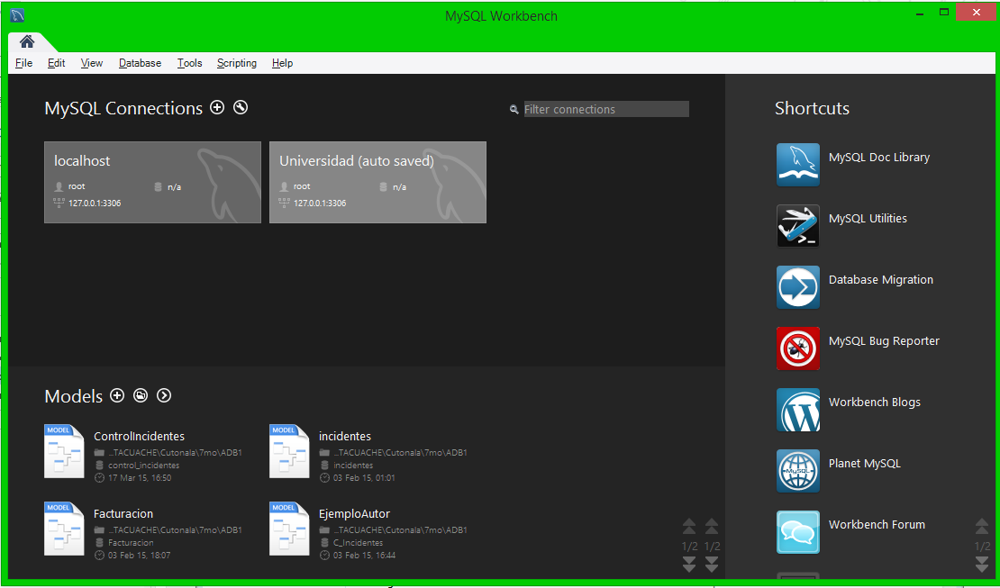 MySQL Workbench
File Edit View Database Tools Scripting Help
MySQL Connections
Filter connections
localhost
root
n/a
127.0.0.1:3306
Universidad (auto saved)
root
n/a
127.0.0.1:3306
Models
MODEL
ControlIncidentes
..TACUACHE\Cutonala\7mo\ADB1
control_incidentes
17 Mar 15, 16:50
MODEL
incidentes
..TACUACHE\Cutonala\7mo\ADB1
incidentes
03 Feb 15, 01:01
MODEL
Facturacion
..TACUACHE\Cutonala\7mo\ADB1
Facturacion
03 Feb 15, 18:07
MODEL
EjemploAutor
..TACUACHE\Cutonala\7mo\ADB1
C_Incidentes
03 Feb 15, 16:44
1/2 1/2
Shortcuts
MySQL Doc Library
MySQL Utilities
Database Migration
MySQL Bug Reporter
Workbench Blogs
MySQL
Planet MySQL
Workbench Forum
1/2